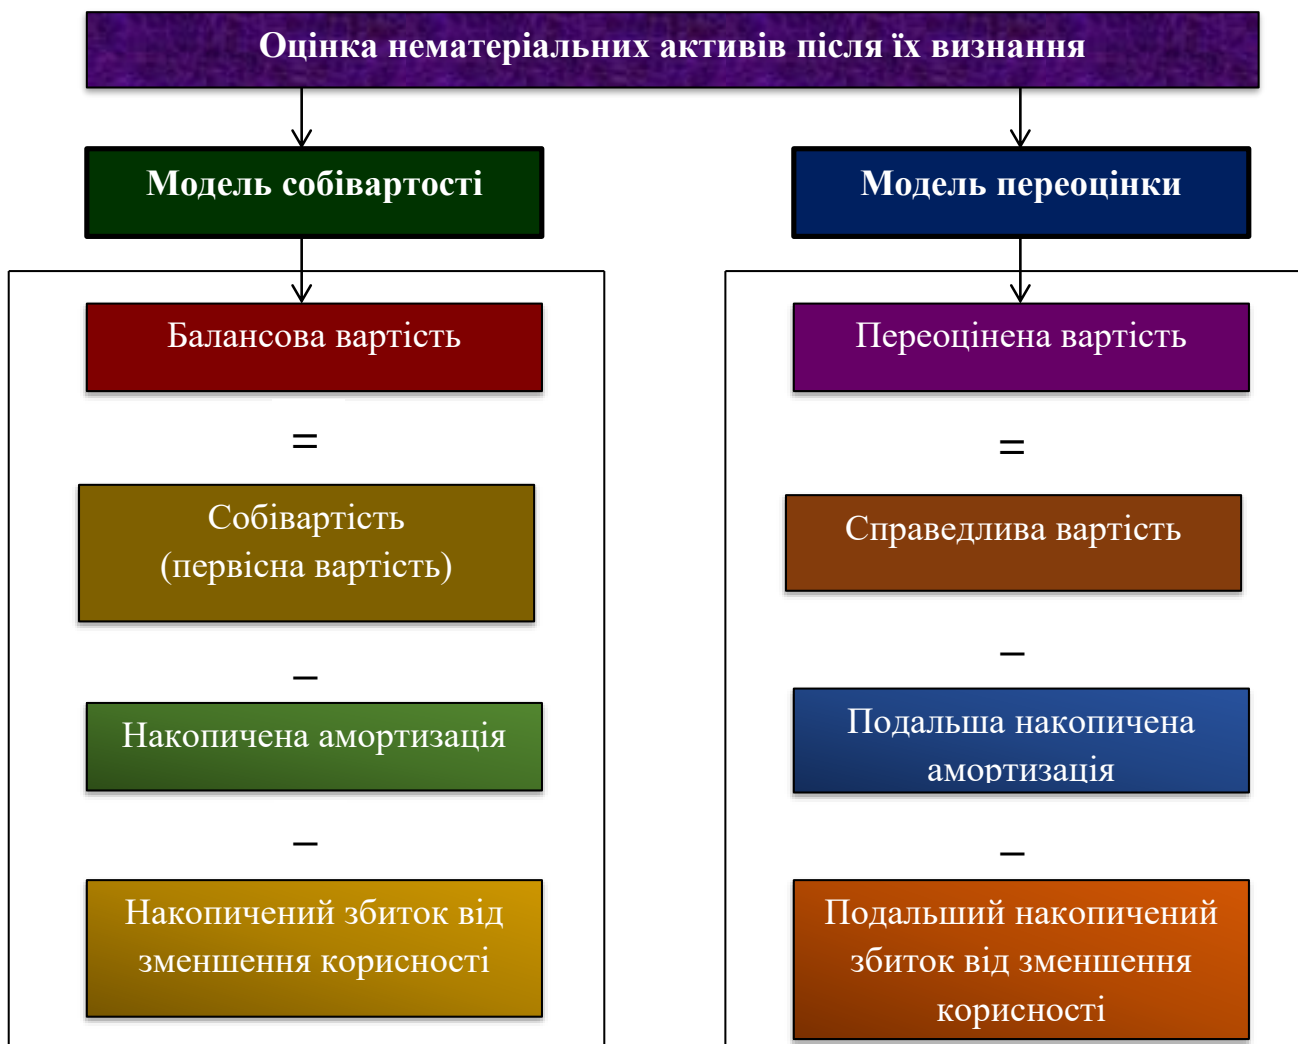 Оцінка нематеріальних активів після їх визнання
Модель собівартості
Балансова вартість
=
Собівартість
(первісна вартість)
–
Накопичена амортизація
–
Накопичений збиток від
зменшення корисності
Модель переоцінки
Переоцінена вартість
=
Справедлива вартість
–
Подальша накопичена
амортизація
–
Подальший накопичений
збиток від зменшення
корисності